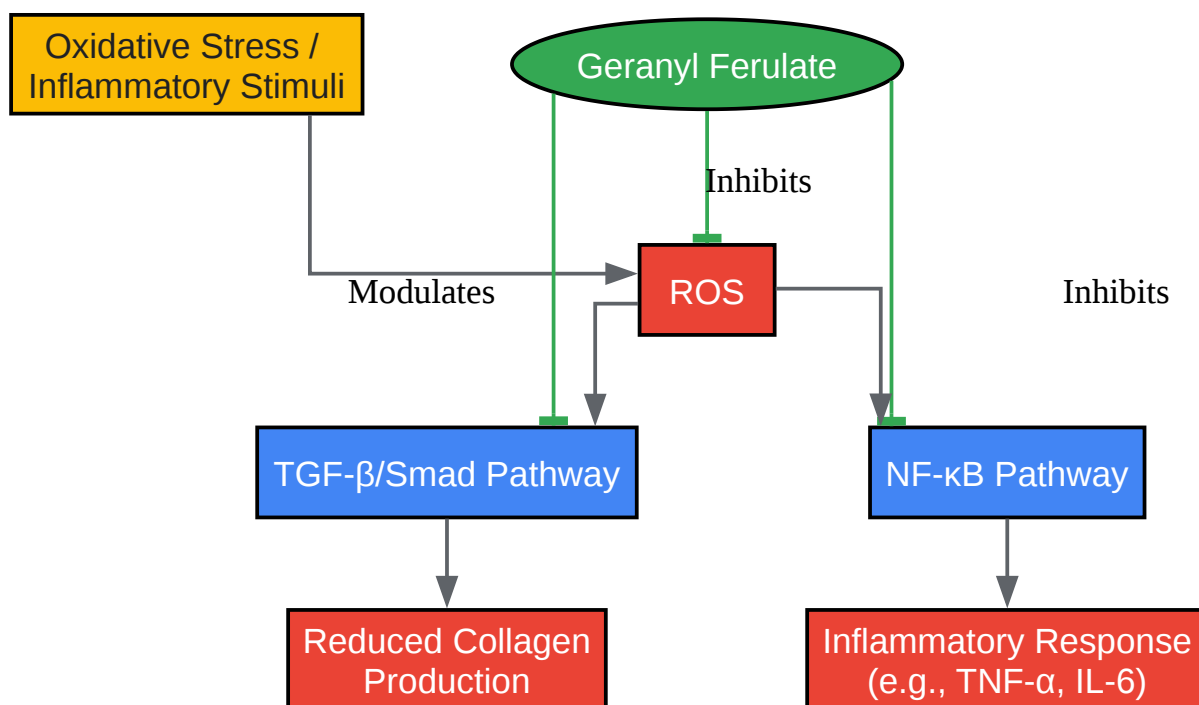 Oxidative Stress /
Inflammatory Stimuli
Geranyl Ferulate
Inhibits
Modulates
ROS
Inhibits
TGF-β/Smad Pathway
NF-κB Pathway
Reduced Collagen
Production
Inflammatory Response
(e.g., TNF-α, IL-6)